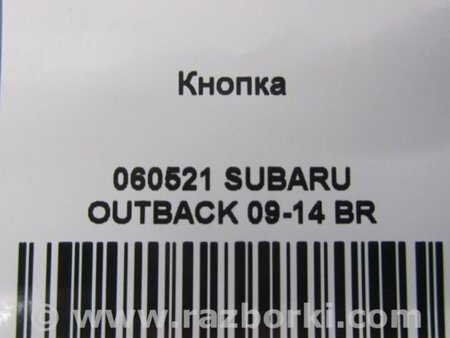 Кнопка
060521 SUBARU
OUTBACK 09-14 BR
© www.razborki.com